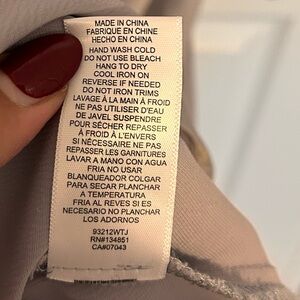 MADE IN CHINA
FABRIQUE EN CHINE
HECHO EN CHINA
HAND WASH COLD
DO NOT USE BLEACH
HANG TO DRY
COOL IRON ON
REVERSE IF NEEDED
DO NOT IRON TRIMS
LAVAGE À LA MAIN À FROID
NE PAS UTILISER D'EAU
DE JAVEL SUSPENDRE
POUR SÉCHER REPASSER
À FROID À L'ENVERS
SI NÉCESSAIRE NE PAS
REPASSER LES GARNITURES
LAVAR A MANO CON AGUA
FRIA NO USAR
BLANQUEADOR COLGAR
PARA SECAR PLANCHAR
A TEMPERATURA
FRIA AL REVES SI ES
NECESARIO NO PLANCHAR
LOS ADORNOS
93212WTJ
RN#134851
CA#07043